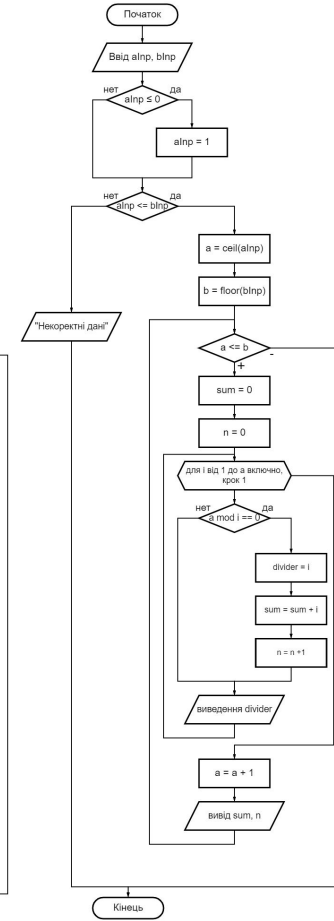 Початок
Ввід aInp, bInp
нет
да
aInp ≤ 0
aInp = 1
нет
да
aInp <= bInp
a = ceil(aInp)
b = floor(bInp)
"Некоректні дані"
a <= b
-
+
sum = 0
n = 0
для i від 1 до a включно,
крок 1
нет
да
a mod i == 0
divider = i
sum = sum + i
n = n +1
виведення divider
a = a + 1
вивід sum, n
Кінець